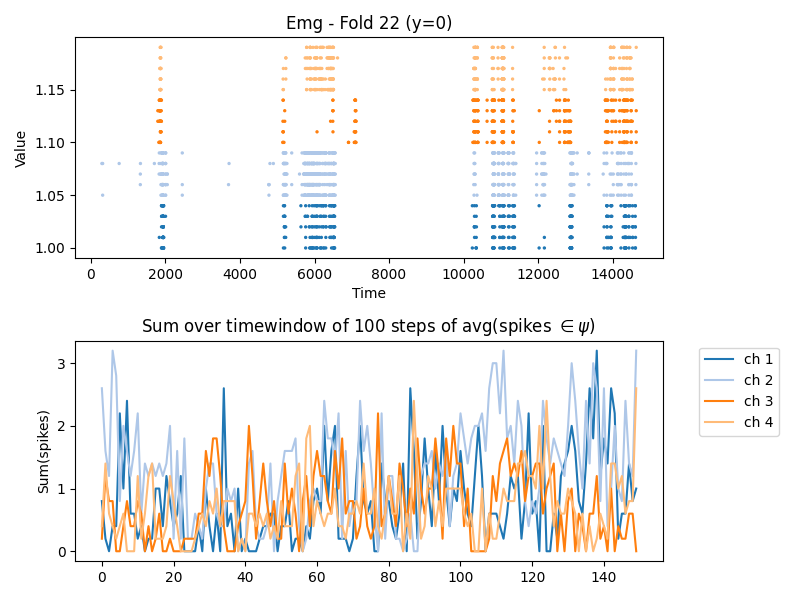 Emg - Fold 22 (y=0)
Value
1.15
1.10
1.05
1.00
0 2000 4000 6000 8000 10000 12000 14000
Time
Sum over timewindow of 100 steps of avg(spikes ∈ ψ)
Sum(spikes)
3
2
1
0
0 20 40 60 80 100 120 140
ch 1
ch 2
ch 3
ch 4